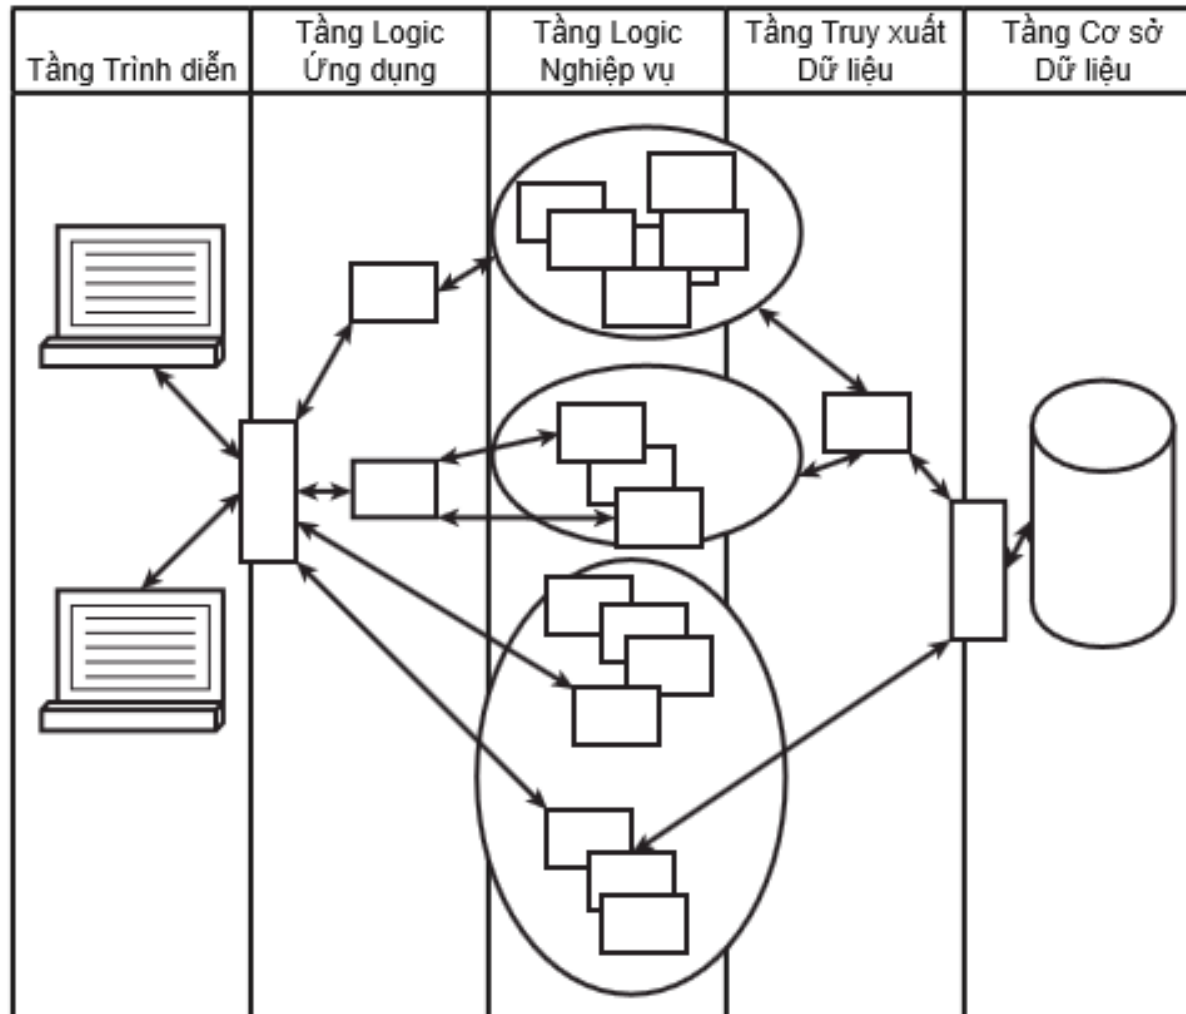 Tầng Trình diễn
Tầng Logic
Ứng dụng
Tầng Logic
Nghiệp vụ
Tầng Truy xuất
Dữ liệu
Tầng Cơ sở
Dữ liệu